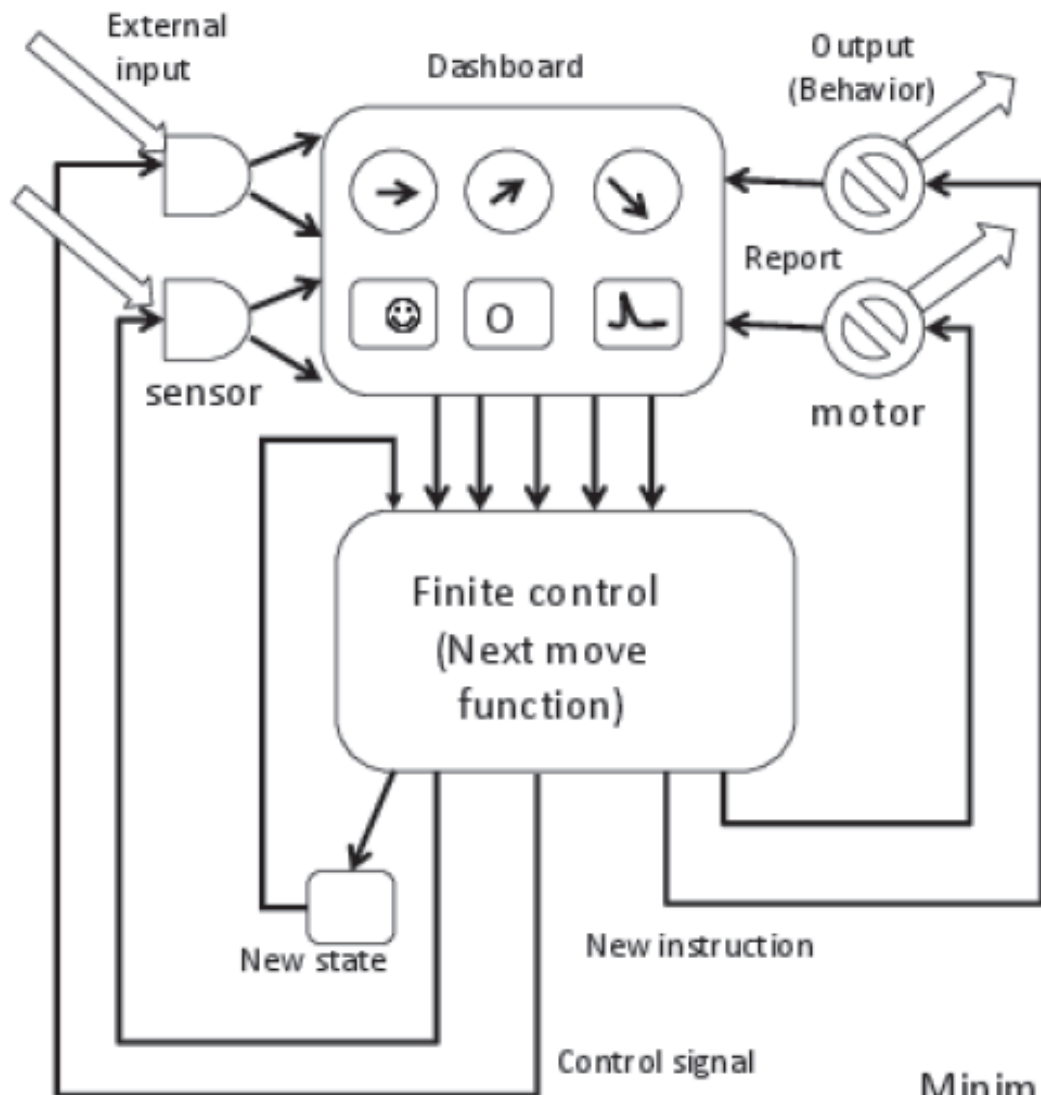 External
input
Dashboard
Output
(Behavior)
Report
sensor
motor
O
Finite control
(Next move
function)
New state
New instruction
Control signal
Minim